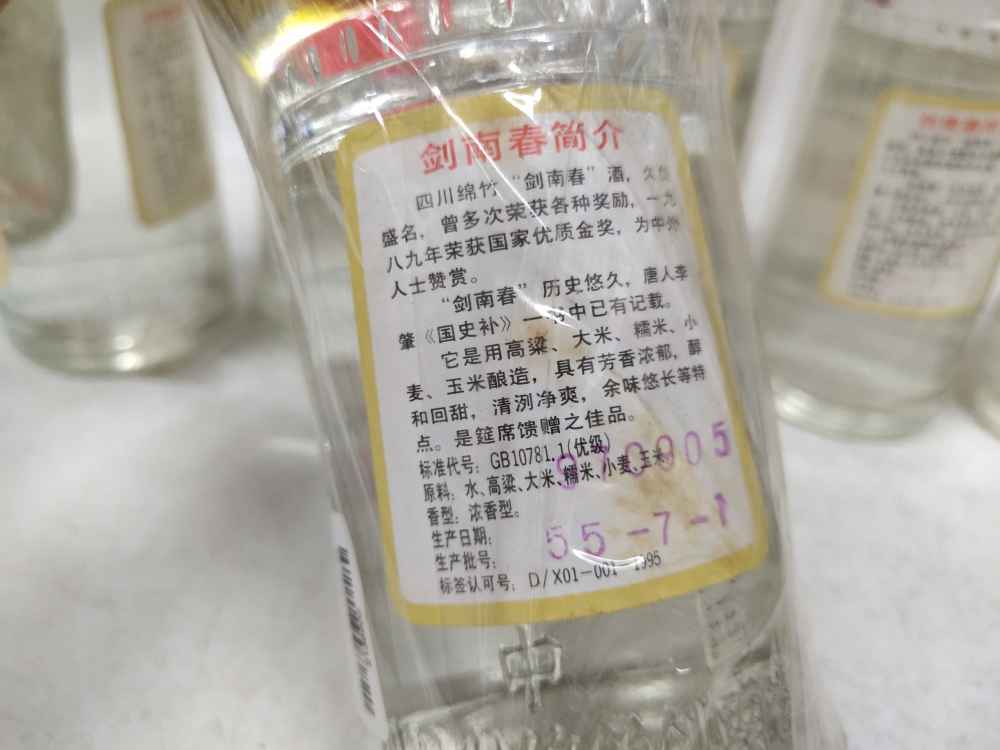 剑南春简介
四川绵竹“剑南春”酒，久负
盛名，曾多次荣获各种奖励，一九
八九年荣获国家优质金奖，为中外
人士赞赏。
“剑南春”历史悠久，唐人李
肇《国史补》一书中已有记载。
它是用高粱、大米、糯米、小
麦、玉米酿造，具有芳香浓郁，醇
和回甜，清洌净爽，余味悠长等特
点。是筵席馈赠之佳品。
标准代号：GB10781.1(优级)
原料：水、高粱、大米、糯米、小麦、玉米
香型：浓香型。
生产日期：
生产批号：55-7-1
标签认可号：D/X01-001-1995
中